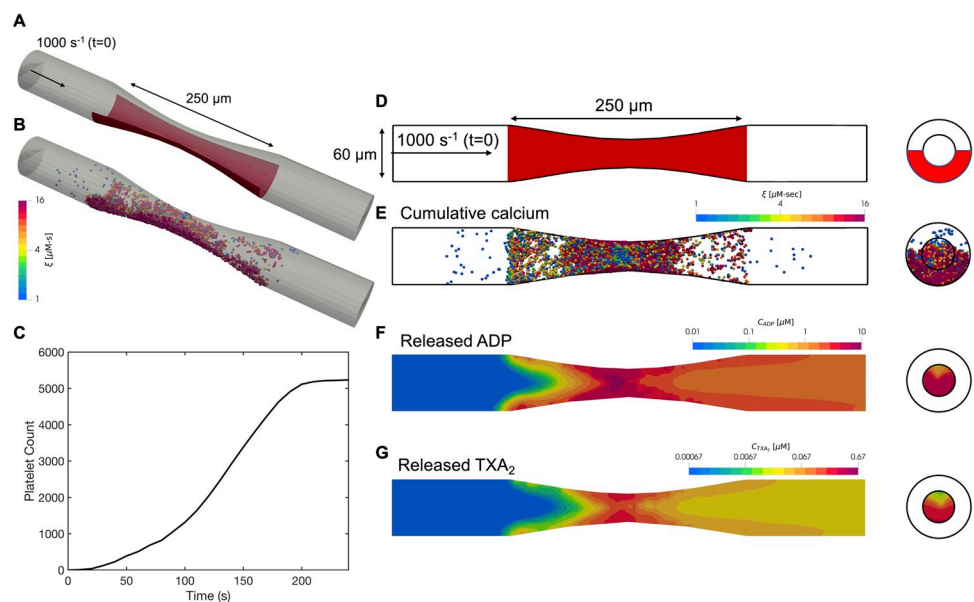 A
1000 s⁻¹ (t=0)
250 μm
B
16
4
1
ξ [μM-s]
C
6000
5000
4000
3000
2000
1000
0
Platelet Count
0 50 100 150 200
Time (s)
D
250 μm
1000 s⁻¹ (t=0)
60 μm
ξ [μM-sec]
1 4 16
E Cumulative calcium
F Released ADP
C_ADP [μM]
0.01 0.1 1 10
G Released TXA₂
C_TXA₂ [μM]
0.00067 0.0067 0.067 0.67